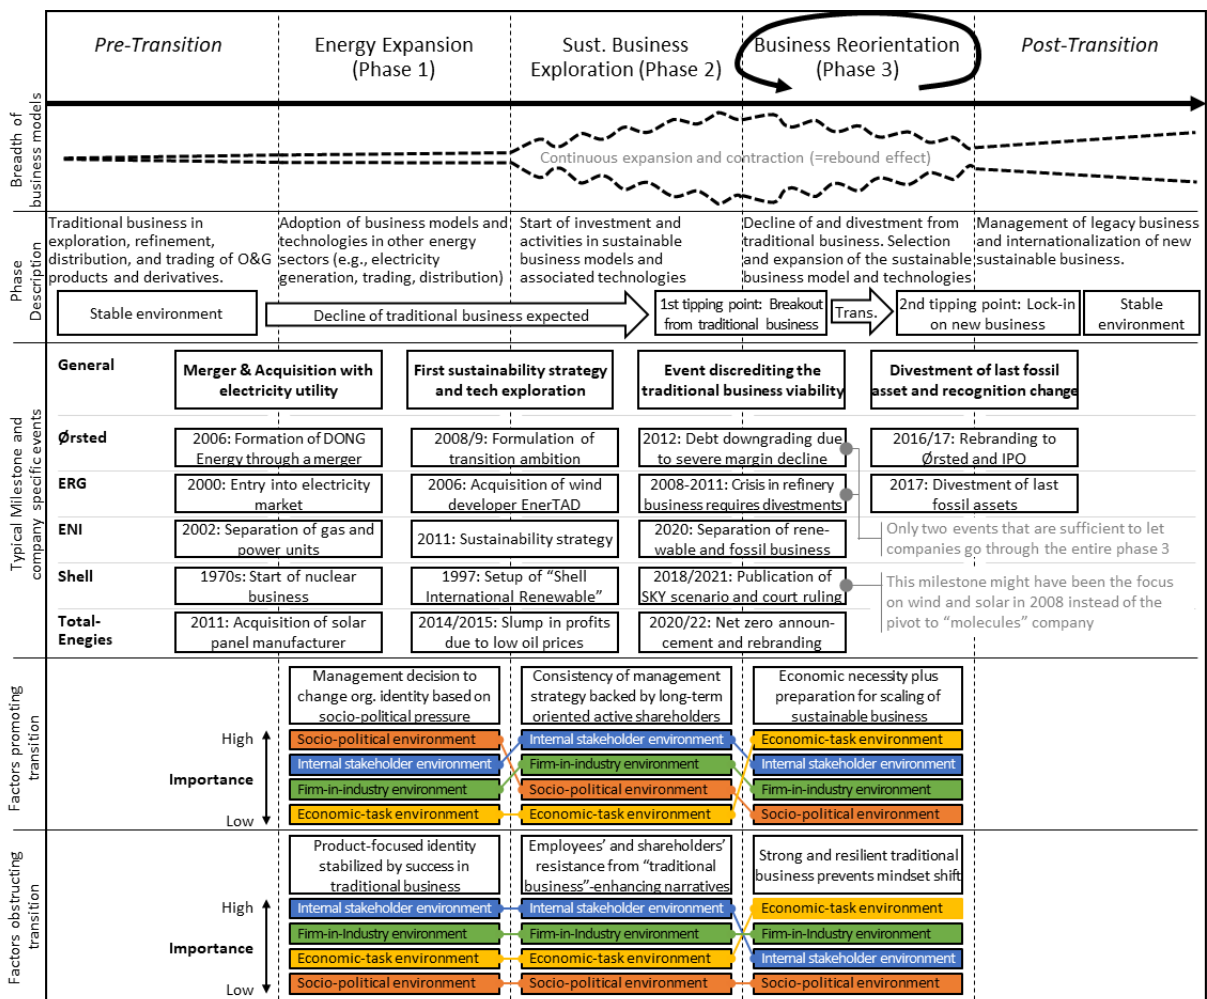 Pre-Transition
Energy Expansion
(Phase 1)
Sust. Business
Exploration (Phase 2)
Business Reorientation
(Phase 3)
Post-Transition
Breadth of
business models
Continuous expansion and contraction (=rebound effect)
Phase
Description
Traditional business in
exploration, refinement,
distribution, and trading of O&G
products and derivatives.
Adoption of business models and
technologies in other energy
sectors (e.g., electricity
generation, trading, distribution)
Start of investment and
activities in sustainable
business models and
associated technologies
Decline of and divestment from
traditional business. Selection
and expansion of the sustainable
business model and technologies
Management of legacy business
and internationalization of new
sustainable business.
Stable environment
Decline of traditional business expected
1st tipping point: Breakout
from traditional business
Trans.
2nd tipping point: Lock-in
on new business
Stable
environment
Typical Milestone and
company specific events
General
Merger & Acquisition with
electricity utility
First sustainability strategy
and tech exploration
Event discrediting the
traditional business viability
Divestment of last fossil
asset and recognition change
Ørsted
2006: Formation of DONG
Energy through a merger
2008/9: Formulation of
transition ambition
2012: Debt downgrading due
to severe margin decline
2016/17: Rebranding to
Ørsted and IPO
ERG
2000: Entry into electricity
market
2006: Acquisition of wind
developer EnerTAD
2008-2011: Crisis in refinery
business requires divestments
2017: Divestment of last
fossil assets
ENI
2002: Separation of gas and
power units
2011: Sustainability strategy
2020: Separation of rene-
wable and fossil business
Only two events that are sufficient to let
companies go through the entire phase 3
Shell
1970s: Start of nuclear
business
1997: Setup of “Shell
International Renewable”
2018/2021: Publication of
SKY scenario and court ruling
This milestone might have been the focus
on wind and solar in 2008 instead of the
pivot to “molecules” company
Total-
Enegies
2011: Acquisition of solar
panel manufacturer
2014/2015: Slump in profits
due to low oil prices
2020/22: Net zero announ-
cement and rebranding
Factors promoting
transition
Management decision to
change org. identity based on
socio-political pressure
Consistency of management
strategy backed by long-term
oriented active shareholders
Economic necessity plus
preparation for scaling of
sustainable business
High
Importance
Low
Socio-political environment
Internal stakeholder environment
Firm-in-industry environment
Economic-task environment
Internal stakeholder environment
Firm-in-industry environment
Socio-political environment
Economic-task environment
Economic-task environment
Internal stakeholder environment
Firm-in-industry environment
Socio-political environment
Factors obstructing
transition
Product-focused identity
stabilized by success in
traditional business
Employees’ and shareholders’
resistance from “traditional
business”-enhancing narratives
Strong and resilient traditional
business prevents mindset shift
High
Importance
Low
Internal stakeholder environment
Firm-in-Industry environment
Economic-task environment
Socio-political environment
Internal stakeholder environment
Firm-in-Industry environment
Economic-task environment
Socio-political environment
Economic-task environment
Firm-in-Industry environment
Internal stakeholder environment
Socio-political environment